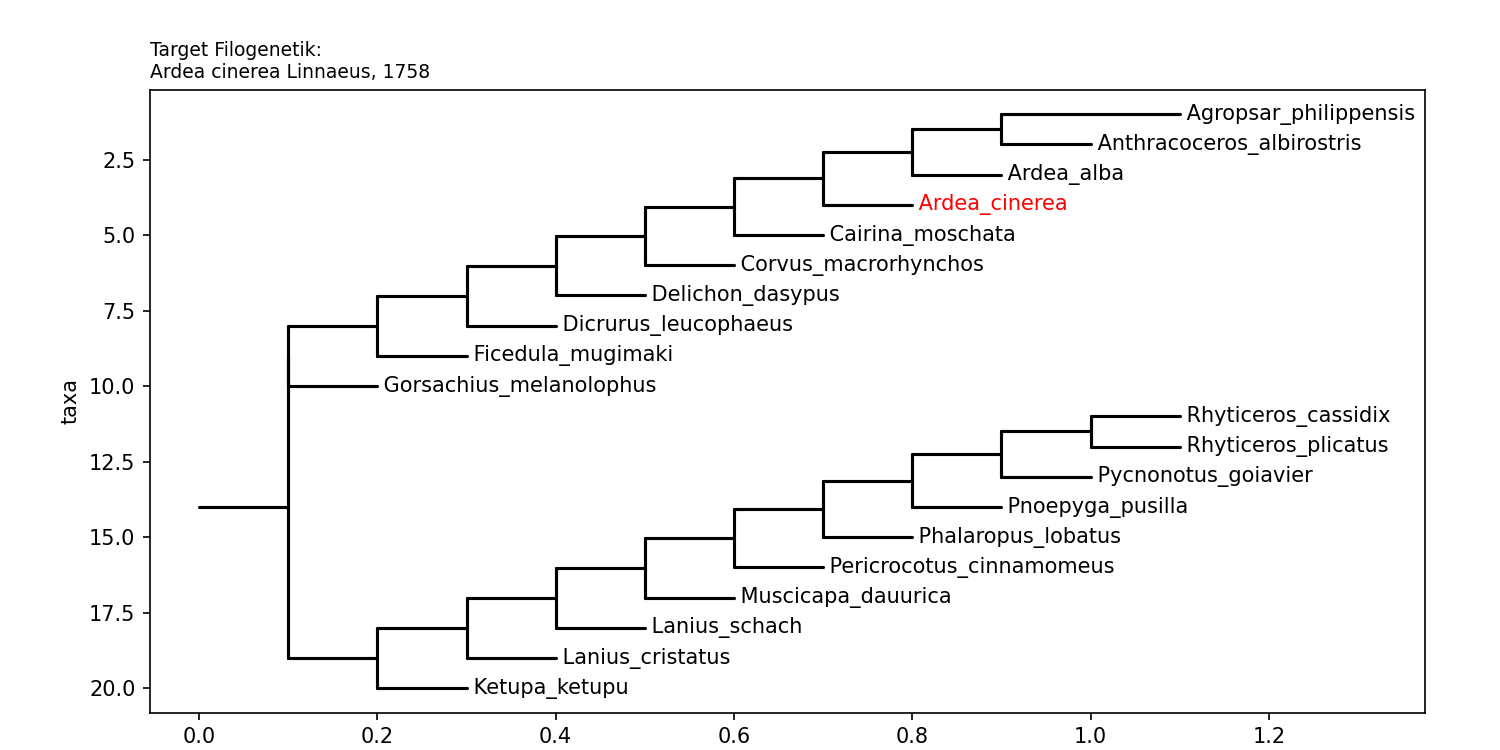 Target Filogenetik:
Ardea cinerea Linnaeus, 1758
Agropsar_philippensis
Anthracoceros_albirostris
2.5
Ardea_alba
Ardea_cinerea
5.0
Cairina_moschata
Corvus_macrorhynchos
Delichon_dasypus
7.5
Dicrurus_leucophaeus
Ficedula_mugimaki
10.0
Gorsachius_melanolophus
taxa
Rhyticeros_cassidix
Rhyticeros_plicatus
12.5
Pycnonotus_goiavier
Pnoepyga_pusilla
15.0
Phalaropus_lobatus
Pericrocotus_cinnamomeus
Muscicapa_dauurica
17.5
Lanius_schach
Lanius_cristatus
20.0
Ketupa_ketupu
0.0 0.2 0.4 0.6 0.8 1.0 1.2